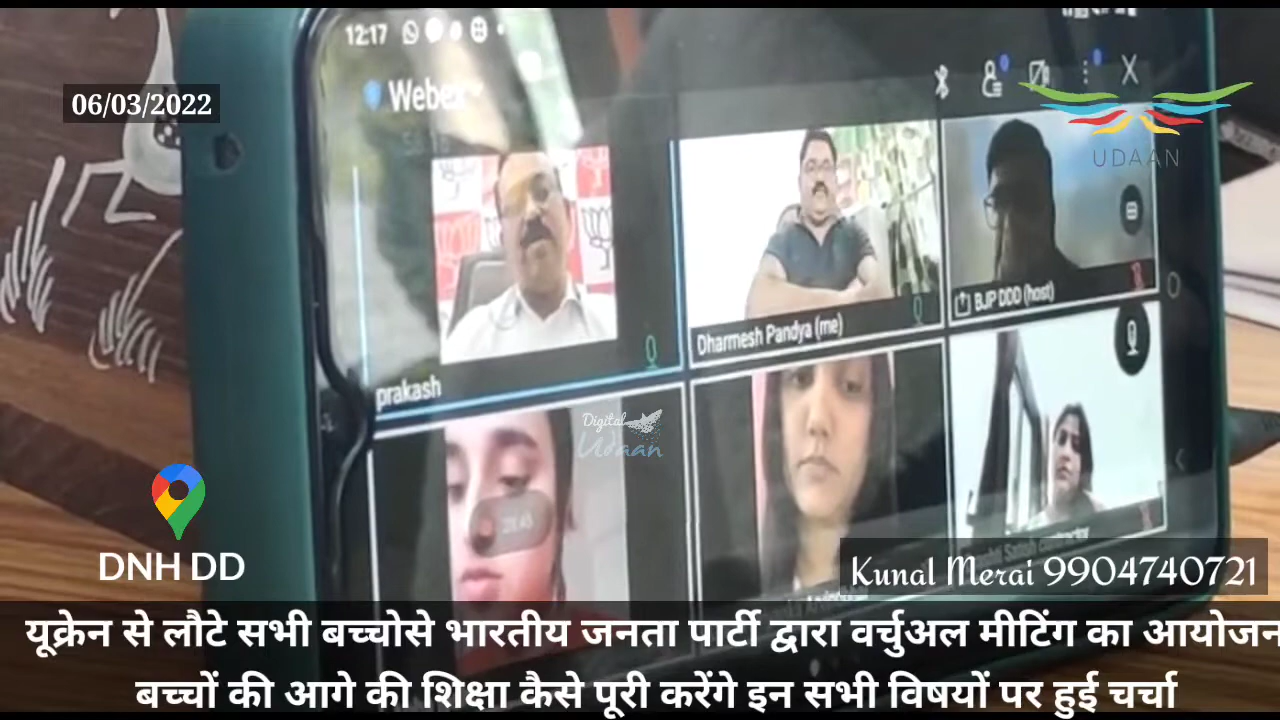 12:17
Webex
06/03/2022
UDAAN
prakash
Dharmesh Pandya (me)
BJP DDD (host)
Digital
Udaan
DNH DD
Kunal Merai 9904740721
यूक्रेन से लौटे सभी बच्चोसे भारतीय जनता पार्टी द्वारा वर्चुअल मीटिंग का आयोजन
बच्चों की आगे की शिक्षा कैसे पूरी करेंगे इन सभी विषयों पर हुई चर्चा